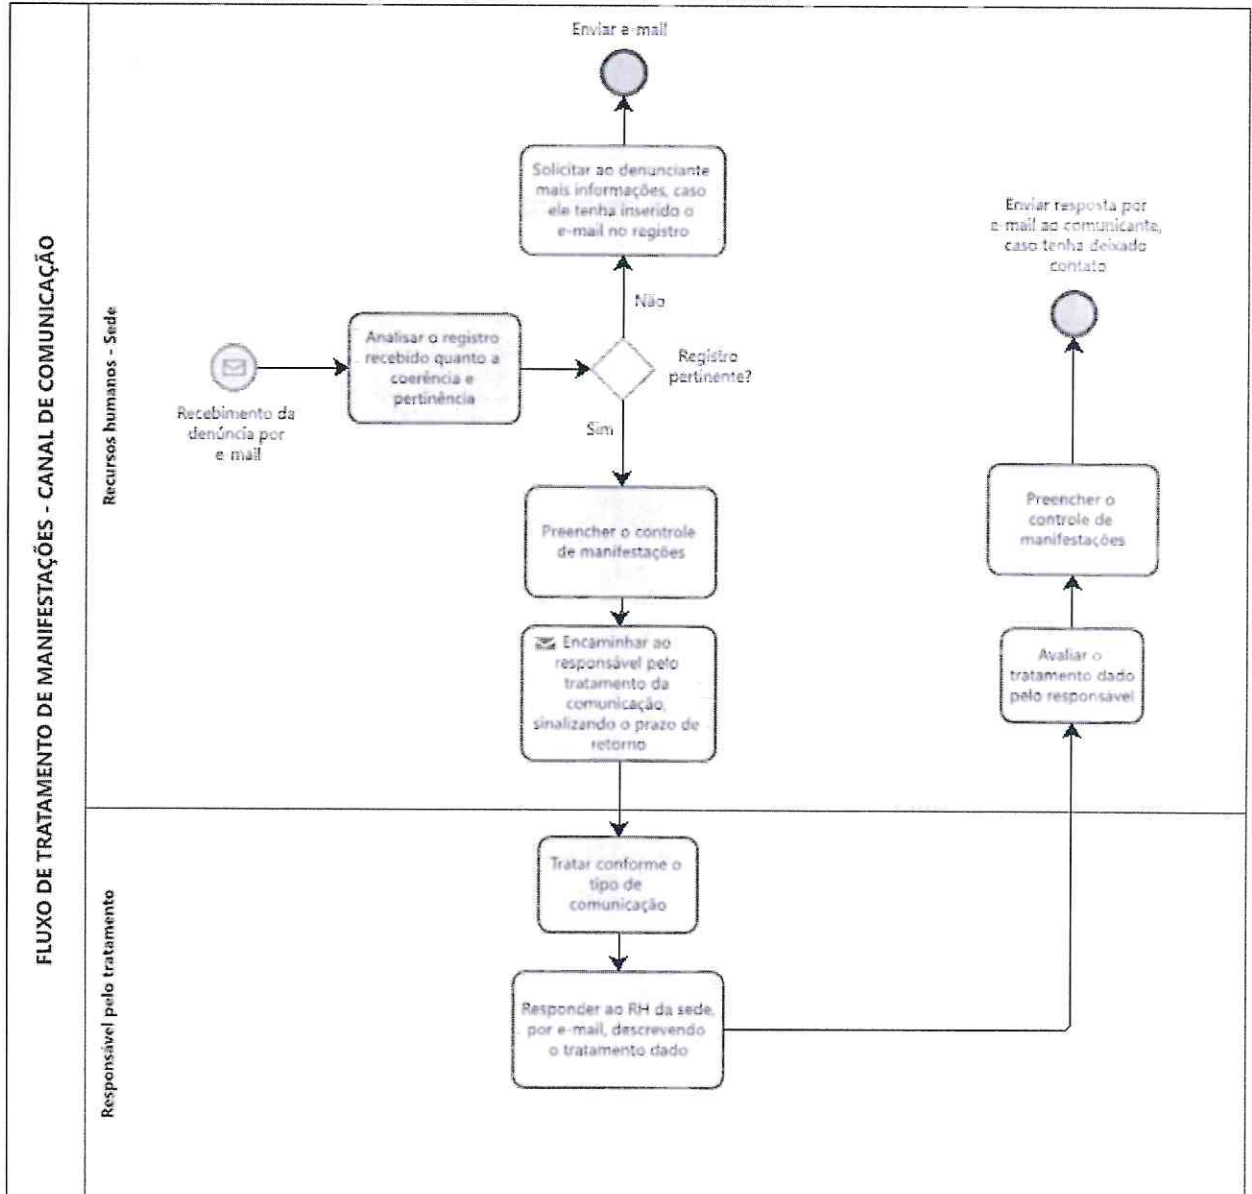 FLUXO DE TRATAMENTO DE MANIFESTAÇÕES - CANAL DE COMUNICAÇÃO
Recursos humanos - Sede
Enviar e-mail
Solicitar ao denunciante
mais informações, caso
ele tenha inserido o
e-mail no registro
Não
Recebimento da
denúncia por
e-mail
Analisar o registro
recebido quanto a
coerência e
pertinência
Registro
pertinente?
Sim
Preencher o controle
de manifestações
Encaminhar ao
responsável pelo
tratamento da
comunicação,
sinalizando o prazo de
retorno
Responsável pelo tratamento
Tratar conforme o
tipo de
comunicação
Responder ao RH da sede,
por e-mail, descrevendo
o tratamento dado
Avaliar o
tratamento dado
pelo responsável
Preencher o
controle de
manifestações
Enviar resposta por
e-mail ao comunicante,
caso tenha deixado
contato